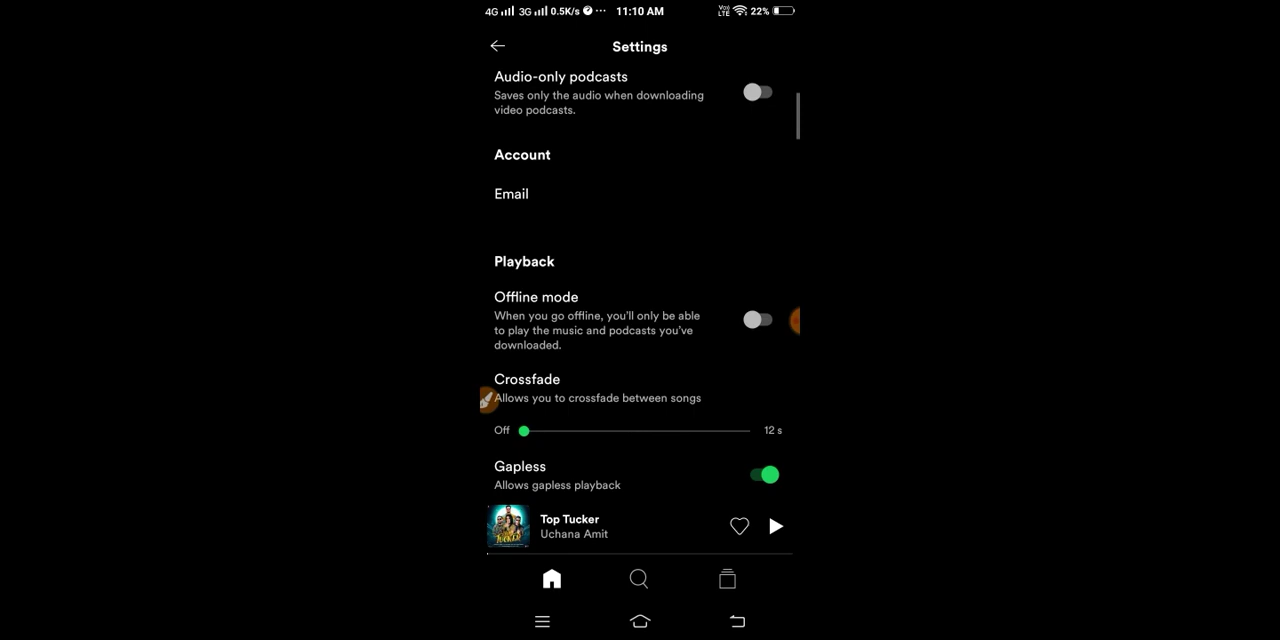 4G 3G 0.5K/s ... 11:10 AM Vo) LTE 22%
Settings
Audio-only podcasts
Saves only the audio when downloading
video podcasts.
Account
Email
Playback
Offline mode
When you go offline, you'll only be able
to play the music and podcasts you've
downloaded.
Crossfade
Allows you to crossfade between songs
Off 12 s
Gapless
Allows gapless playback
Top Tucker
Uchana Amit